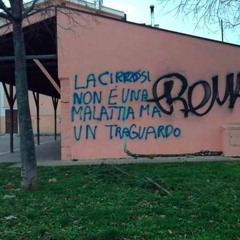 LA CIRROSI
NON È UNA
MALATTIA MA
UN TRAGUARDO
ROMA